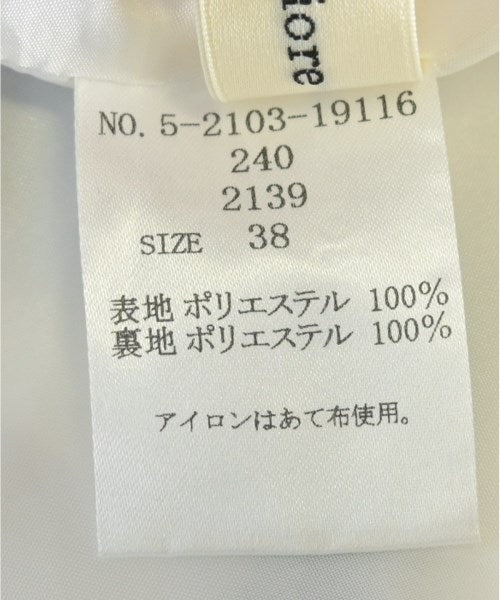 iore
NO. 5-2103-19116
240
2139
SIZE 38
表地 ポリエステル 100%
裏地 ポリエステル 100%
アイロンはあて布使用。